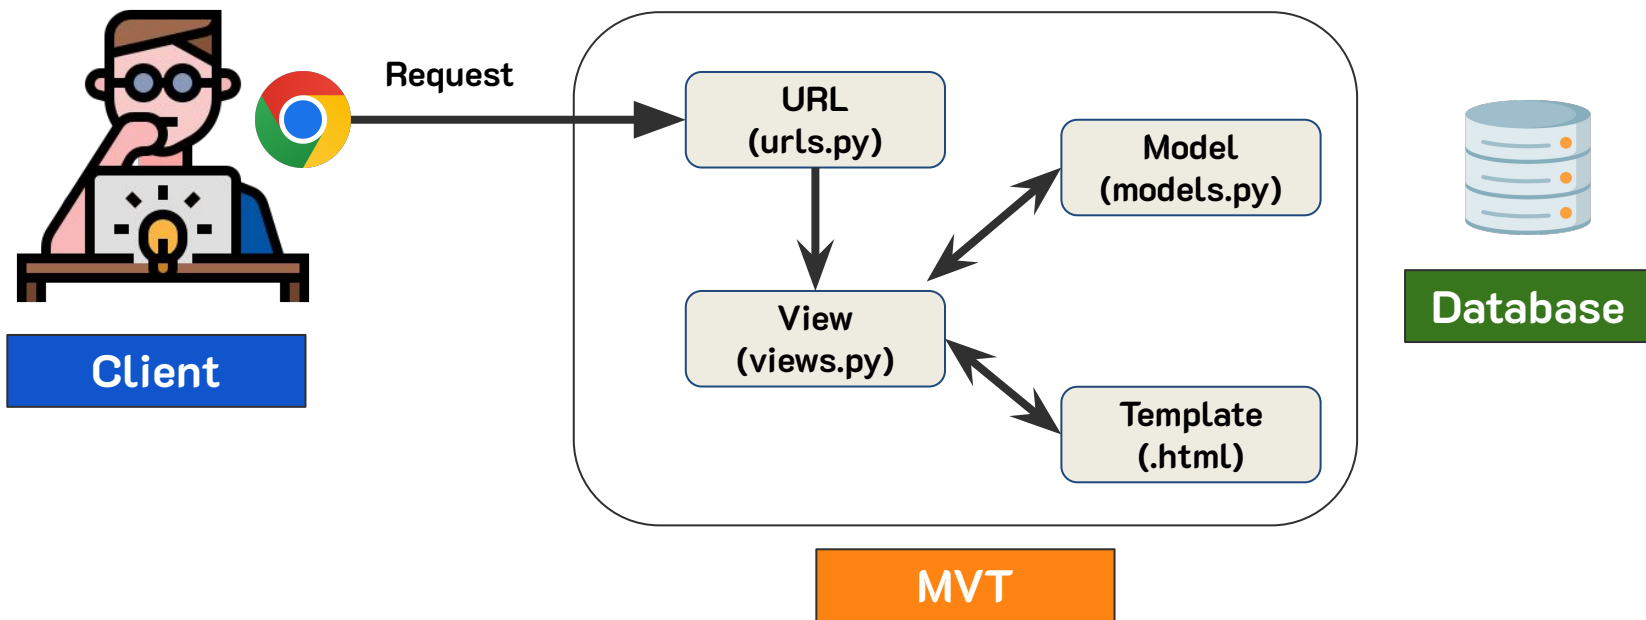 Request
URL
(urls.py)
Model
(models.py)
View
(views.py)
Template
(.html)
Client
Database
MVT